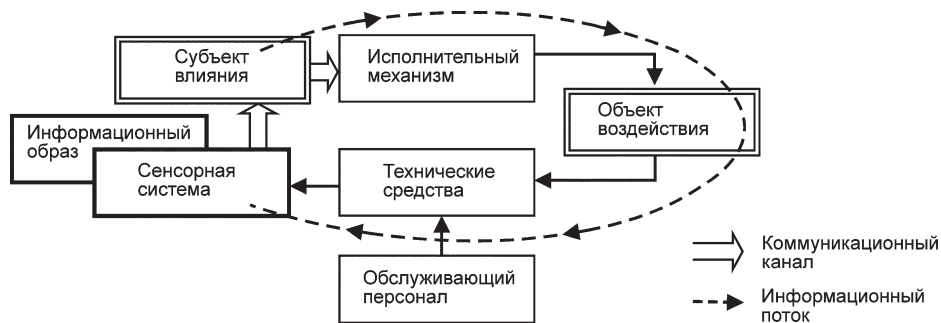 Субъект
влияния
Исполнительный
механизм
Объект
воздействия
Информационный
образ
Сенсорная
система
Технические
средства
Обслуживающий
персонал
Коммуникационный
канал
Информационный
поток